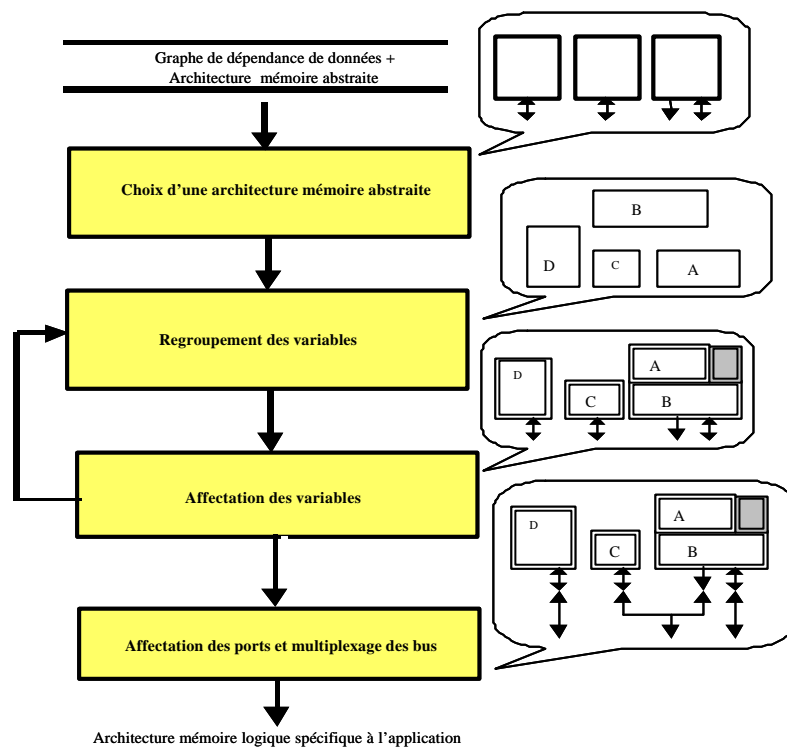 Graphe de dépendance de données +
Architecture mémoire abstraite
Choix d'une architecture mémoire abstraite
B
D
C
A
Regroupement des variables
D
A
C
B
Affectation des variables
D
A
C
B
Affectation des ports et multiplexage des bus
Architecture mémoire logique spécifique à l'application